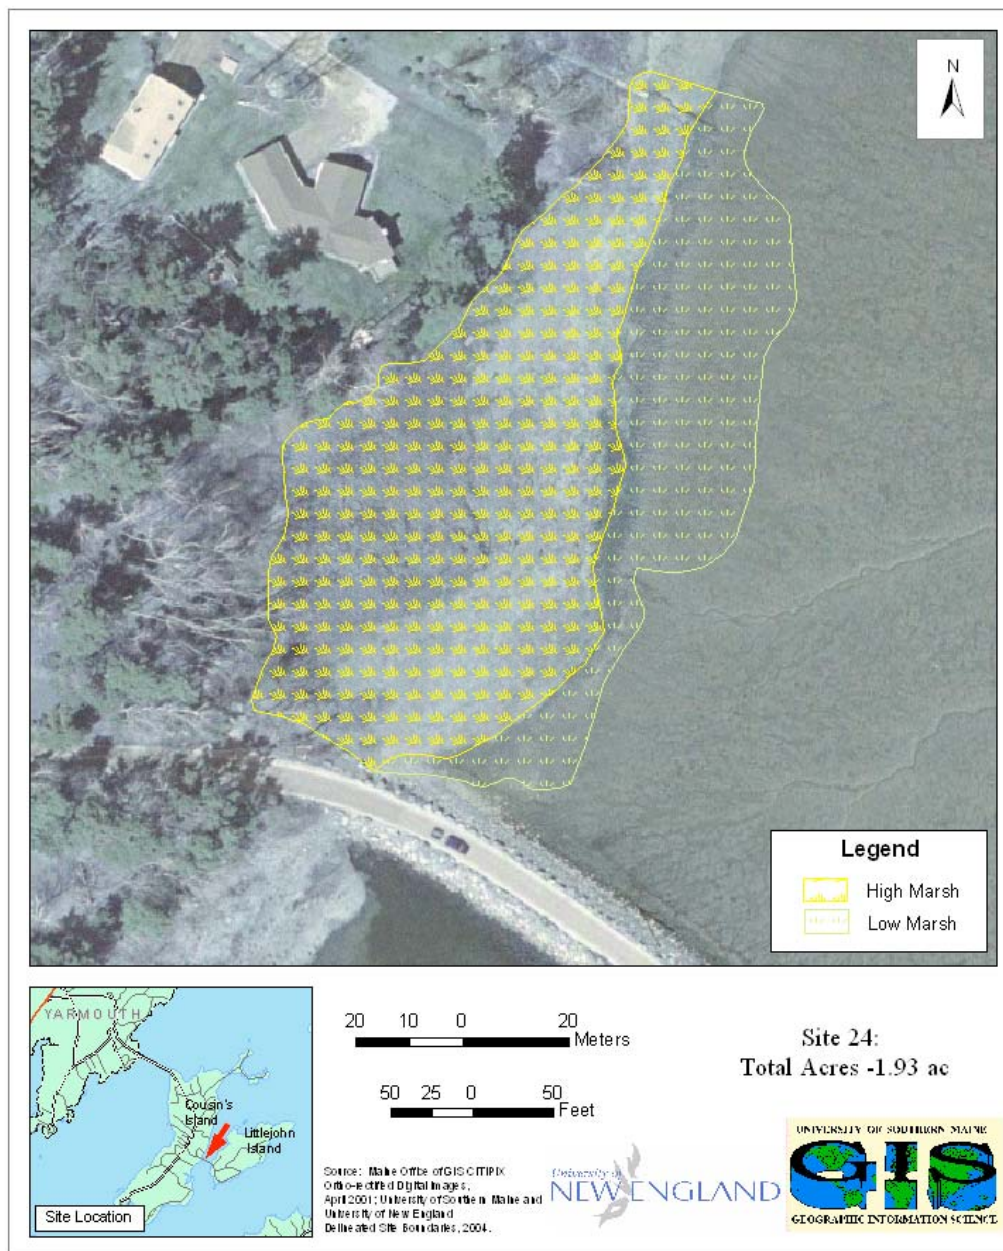 N
Legend
High Marsh
Low Marsh
YARMOUTH
Cousin's
Island
Littlejohn
Island
Site Location
20 10 0 20
Meters
50 25 0 50
Feet
Site 24:
Total Acres -1.93 ac
Source: Maine Office of GIS CITIPIX
Ortho-rectified Digital Images,
April 2001; University of Southern Maine and
University of New England
Delineated Site Boundaries, 2004.
University of
NEW ENGLAND
UNIVERSITY OF SOUTHERN MAINE
GIS
GEOGRAPHIC INFORMATION SCIENCE